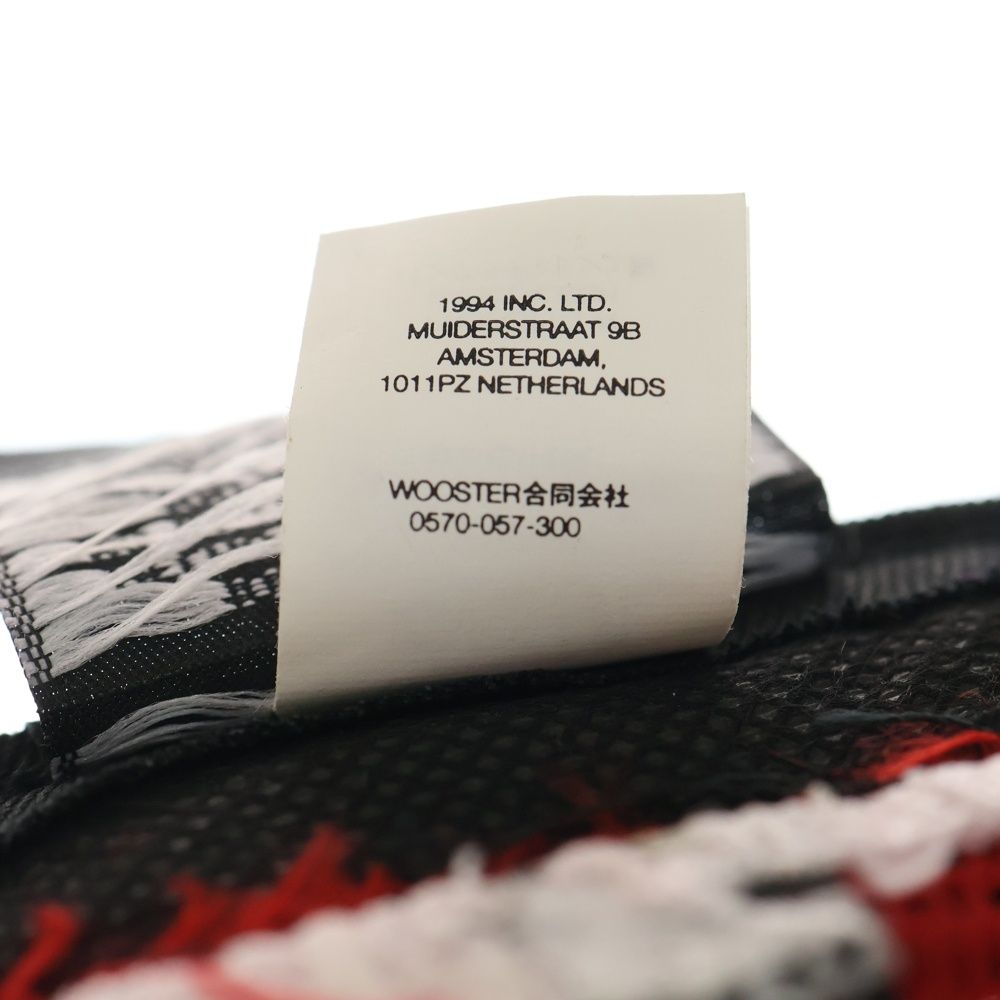 1994 INC. LTD.
MUIDERSTRAAT 9B
AMSTERDAM,
1011PZ NETHERLANDS
WOOSTER合同会社
0570-057-300